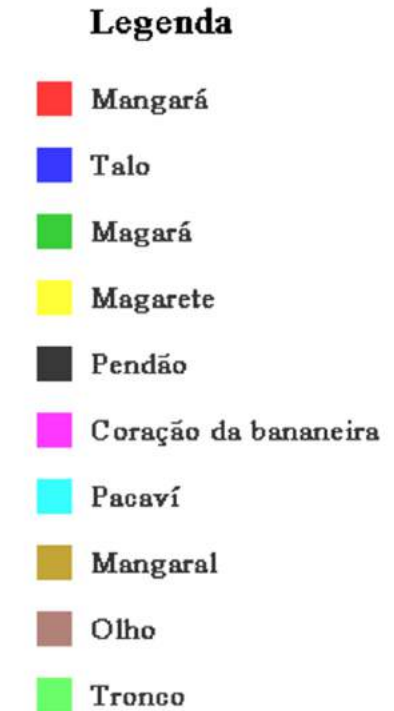 Legenda
Mangará
Talo
Magará
Magarete
Pendão
Coração da bananeira
Pacaví
Mangaral
Olho
Tronco